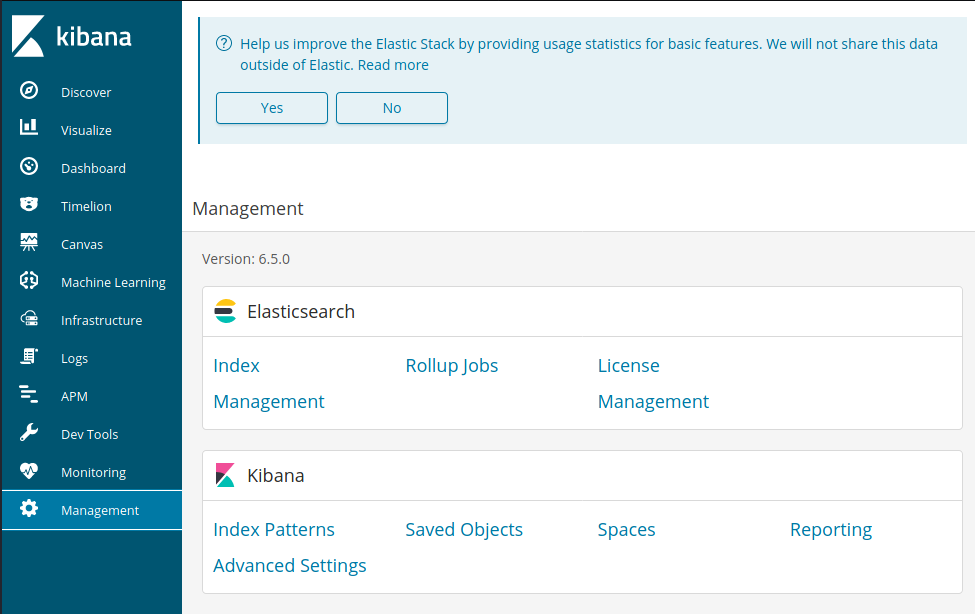 kibana
Discover
Visualize
Dashboard
Timelion
Canvas
Machine Learning
Infrastructure
Logs
APM
Dev Tools
Monitoring
Management
Help us improve the Elastic Stack by providing usage statistics for basic features. We will not share this data
outside of Elastic. Read more
Yes No
Management
Version: 6.5.0
Elasticsearch
Index Rollup Jobs License
Management Management
Kibana
Index Patterns Saved Objects Spaces Reporting
Advanced Settings